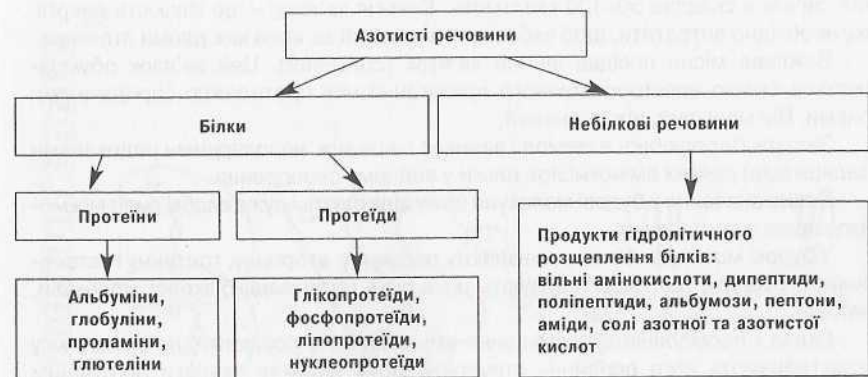 Азотисті речовини
Білки
Небілкові речовини
Протеїни
Протеїди
Альбуміни,
глобуліни,
проламіни,
глютеліни
Глікопротеїди,
фосфопротеїди,
ліпопротеїди,
нуклеопротеїди
Продукти гідролітичного
розщеплення білків:
вільні амінокислоти, дипептиди,
поліпептиди, альбумози, пептони,
аміди, солі азотної та азотистої
кислот